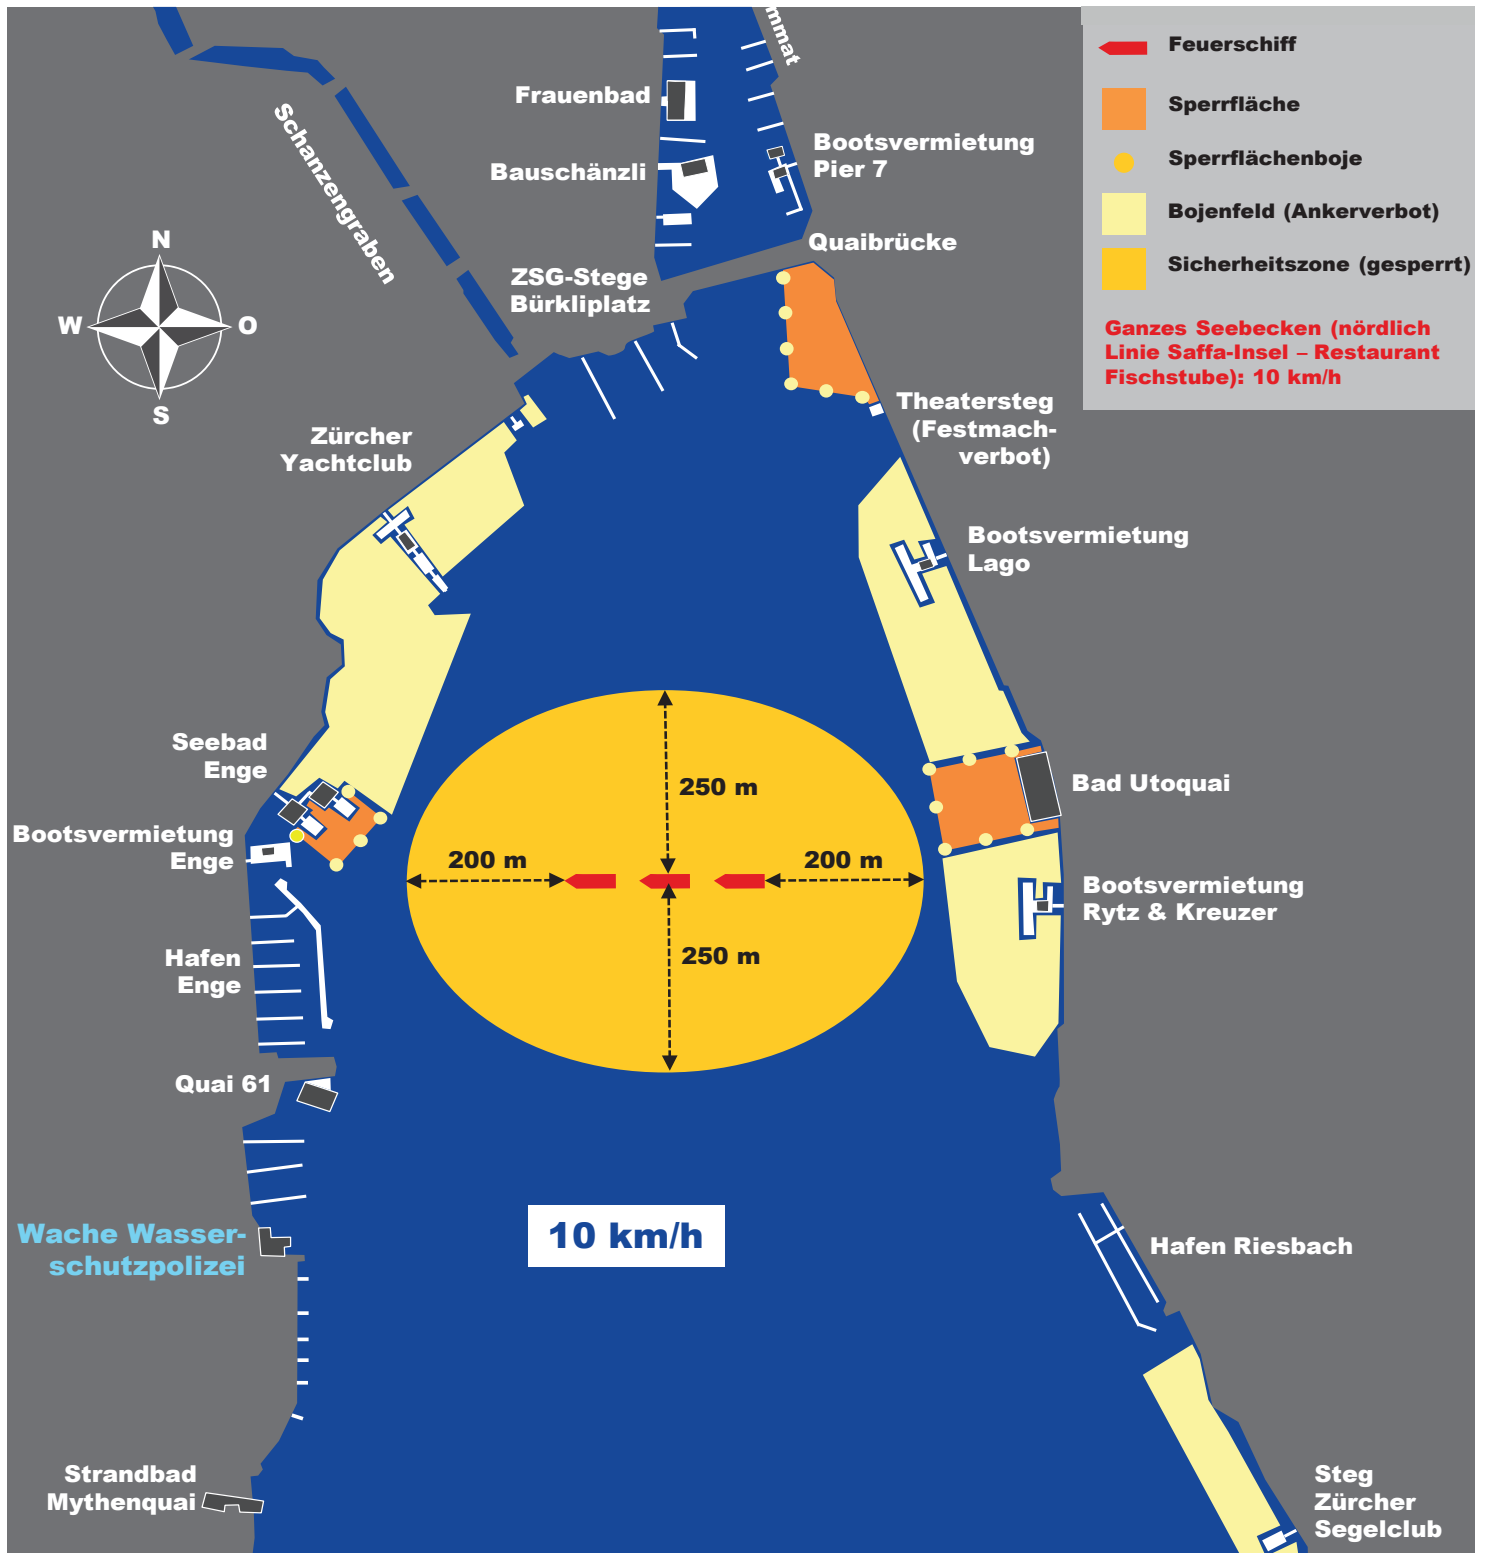 mmat
Feuerschiff
Sperrfläche
Sperrflächenboje
Bojenfeld (Ankerverbot)
Sicherheitszone (gesperrt)
Ganzes Seebecken (nördlich
Linie Saffa-Insel – Restaurant
Fischstube): 10 km/h
Frauenbad
Bauschänzli
Bootsvermietung
Pier 7
Schanzengraben
Quaibrücke
N
W
O
S
ZSG-Stege
Bürkliplatz
Theatersteg
(Festmach-
verbot)
Zürcher
Yachtclub
Bootsvermietung
Lago
Seebad
Enge
250 m
Bad Utoquai
Bootsvermietung
Enge
200 m
200 m
Bootsvermietung
Rytz & Kreuzer
250 m
Hafen
Enge
Quai 61
Wache Wasser-
schutzpolizei
10 km/h
Hafen Riesbach
Strandbad
Mythenquai
Steg
Zürcher
Segelclub